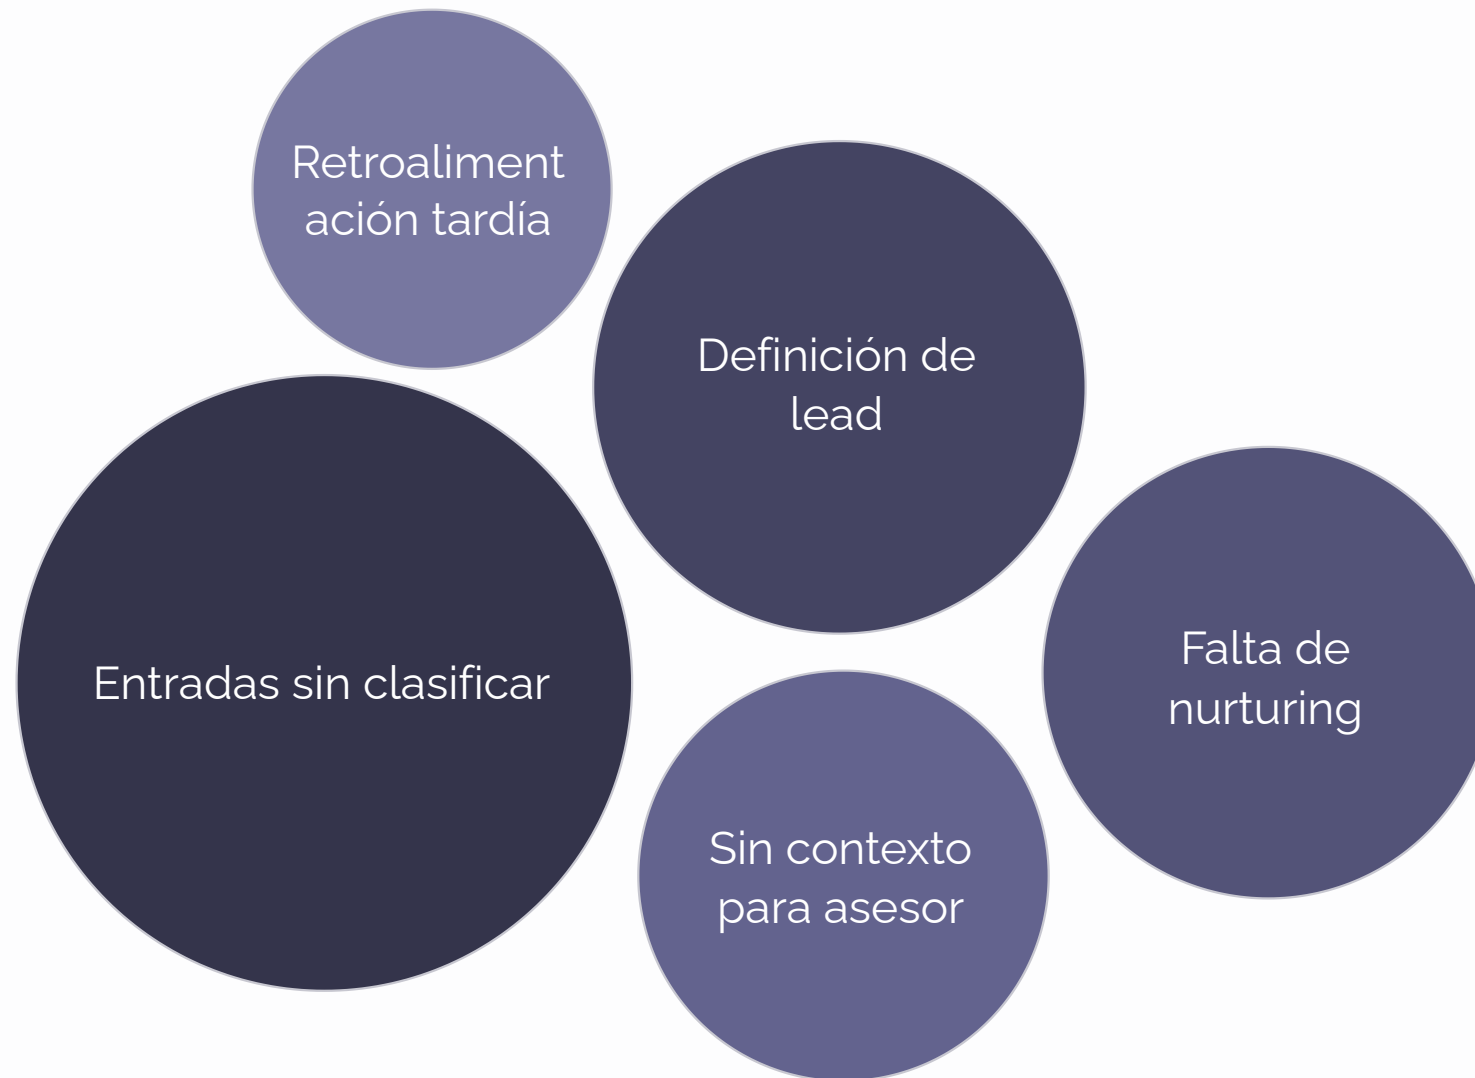 Retroaliment
ación tardía
Definición de
lead
Entradas sin clasificar
Falta de
nurturing
Sin contexto
para asesor